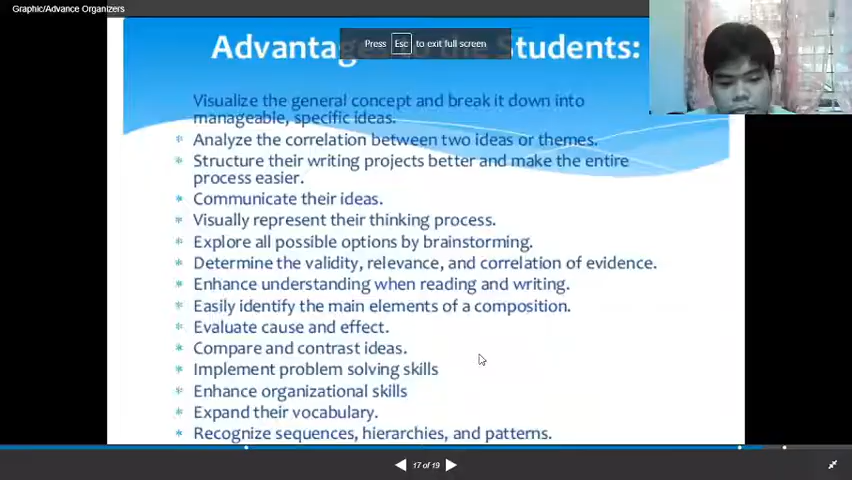 Graphic/Advance Organizers
Press Esc to exit full screen
Students:
Visualize the general concept and break it down into
manageable, specific ideas.
* Analyze the correlation between two ideas or themes.
* Structure their writing projects better and make the entire
process easier.
* Communicate their ideas.
* Visually represent their thinking process.
* Explore all possible options by brainstorming.
* Determine the validity, relevance, and correlation of evidence.
* Enhance understanding when reading and writing.
* Easily identify the main elements of a composition.
* Evaluate cause and effect.
* Compare and contrast ideas.
* Implement problem solving skills
* Enhance organizational skills
* Expand their vocabulary.
* Recognize sequences, hierarchies, and patterns.
17 of 19